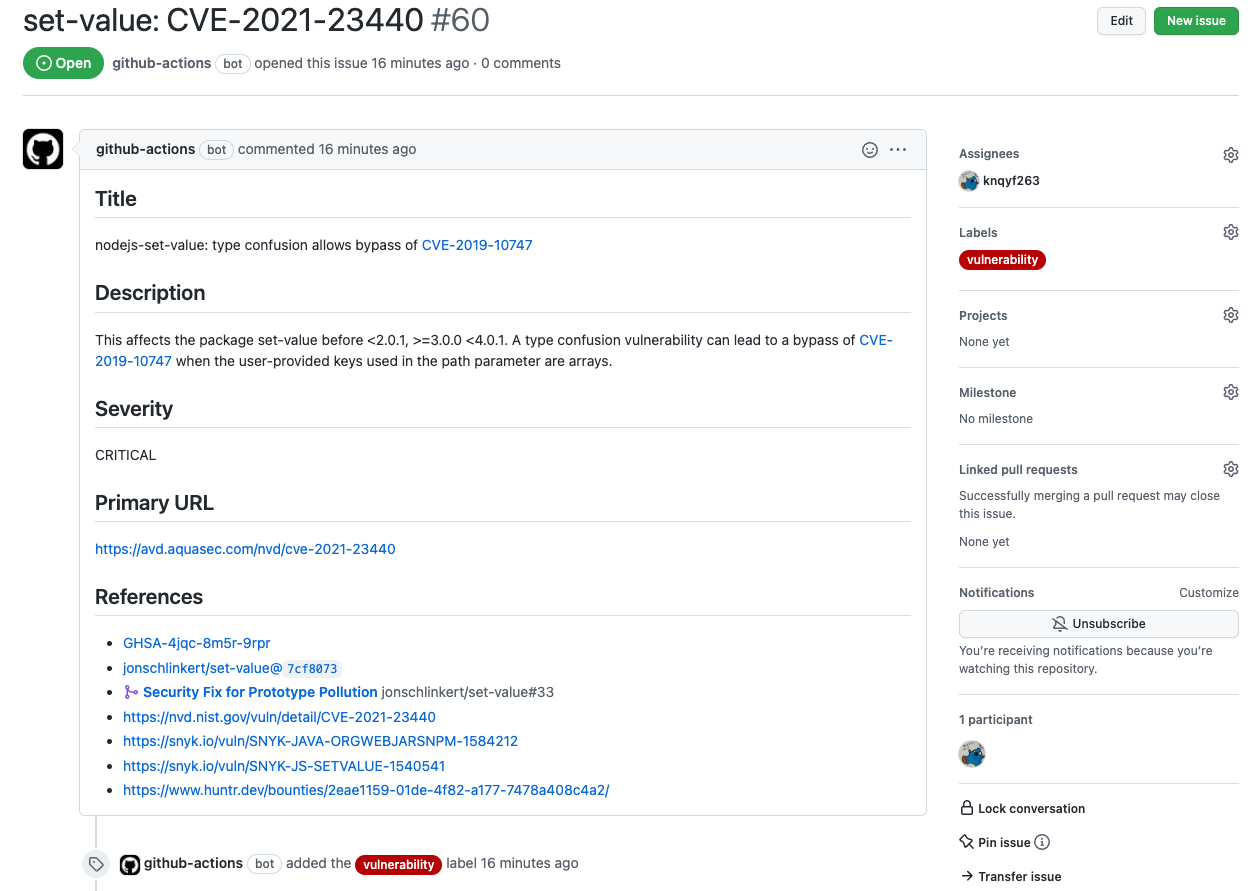 set-value: CVE-2021-23440 #60
Edit
New issue
Open
github-actions bot opened this issue 16 minutes ago · 0 comments
github-actions bot commented 16 minutes ago
Title
nodejs-set-value: type confusion allows bypass of CVE-2019-10747
Description
This affects the package set-value before <2.0.1, >=3.0.0 <4.0.1. A type confusion vulnerability can lead to a bypass of CVE-
2019-10747 when the user-provided keys used in the path parameter are arrays.
Severity
CRITICAL
Primary URL
https://avd.aquasec.com/nvd/cve-2021-23440
References
GHSA-4jqc-8m5r-9rpr
jonschlinkert/set-value@7cf8073
Security Fix for Prototype Pollution jonschlinkert/set-value#33
https://nvd.nist.gov/vuln/detail/CVE-2021-23440
https://snyk.io/vuln/SNYK-JAVA-ORGWEBJARSNPM-1584212
https://snyk.io/vuln/SNYK-JS-SETVALUE-1540541
https://www.huntr.dev/bounties/2eae1159-01de-4f82-a177-7478a408c4a2/
github-actions bot added the vulnerability label 16 minutes ago
Assignees
knqyf263
Labels
vulnerability
Projects
None yet
Milestone
No milestone
Linked pull requests
Successfully merging a pull request may close
this issue.
None yet
Notifications
Customize
Unsubscribe
You're receiving notifications because you're
watching this repository.
1 participant
Lock conversation
Pin issue
Transfer issue